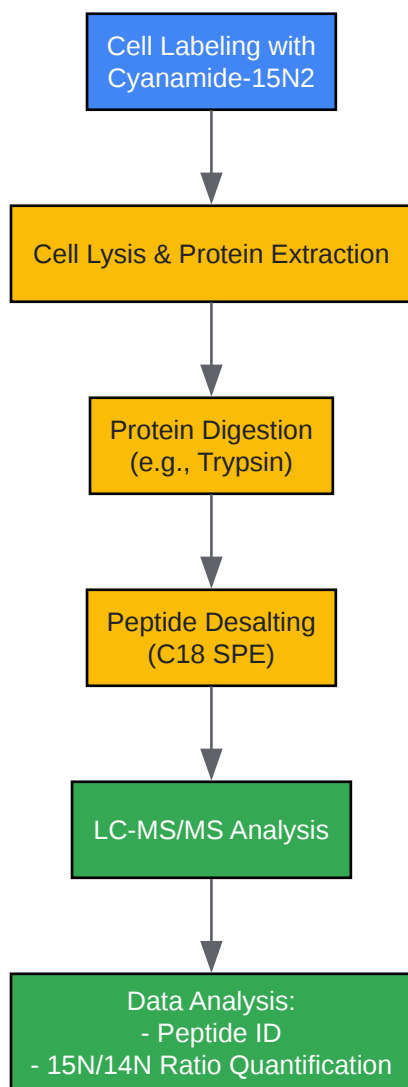 Cell Labeling with
Cyanamide-15N2
Cell Lysis & Protein Extraction
Protein Digestion
(e.g., Trypsin)
Peptide Desalting
(C18 SPE)
LC-MS/MS Analysis
Data Analysis:
- Peptide ID
- 15N/14N Ratio Quantification